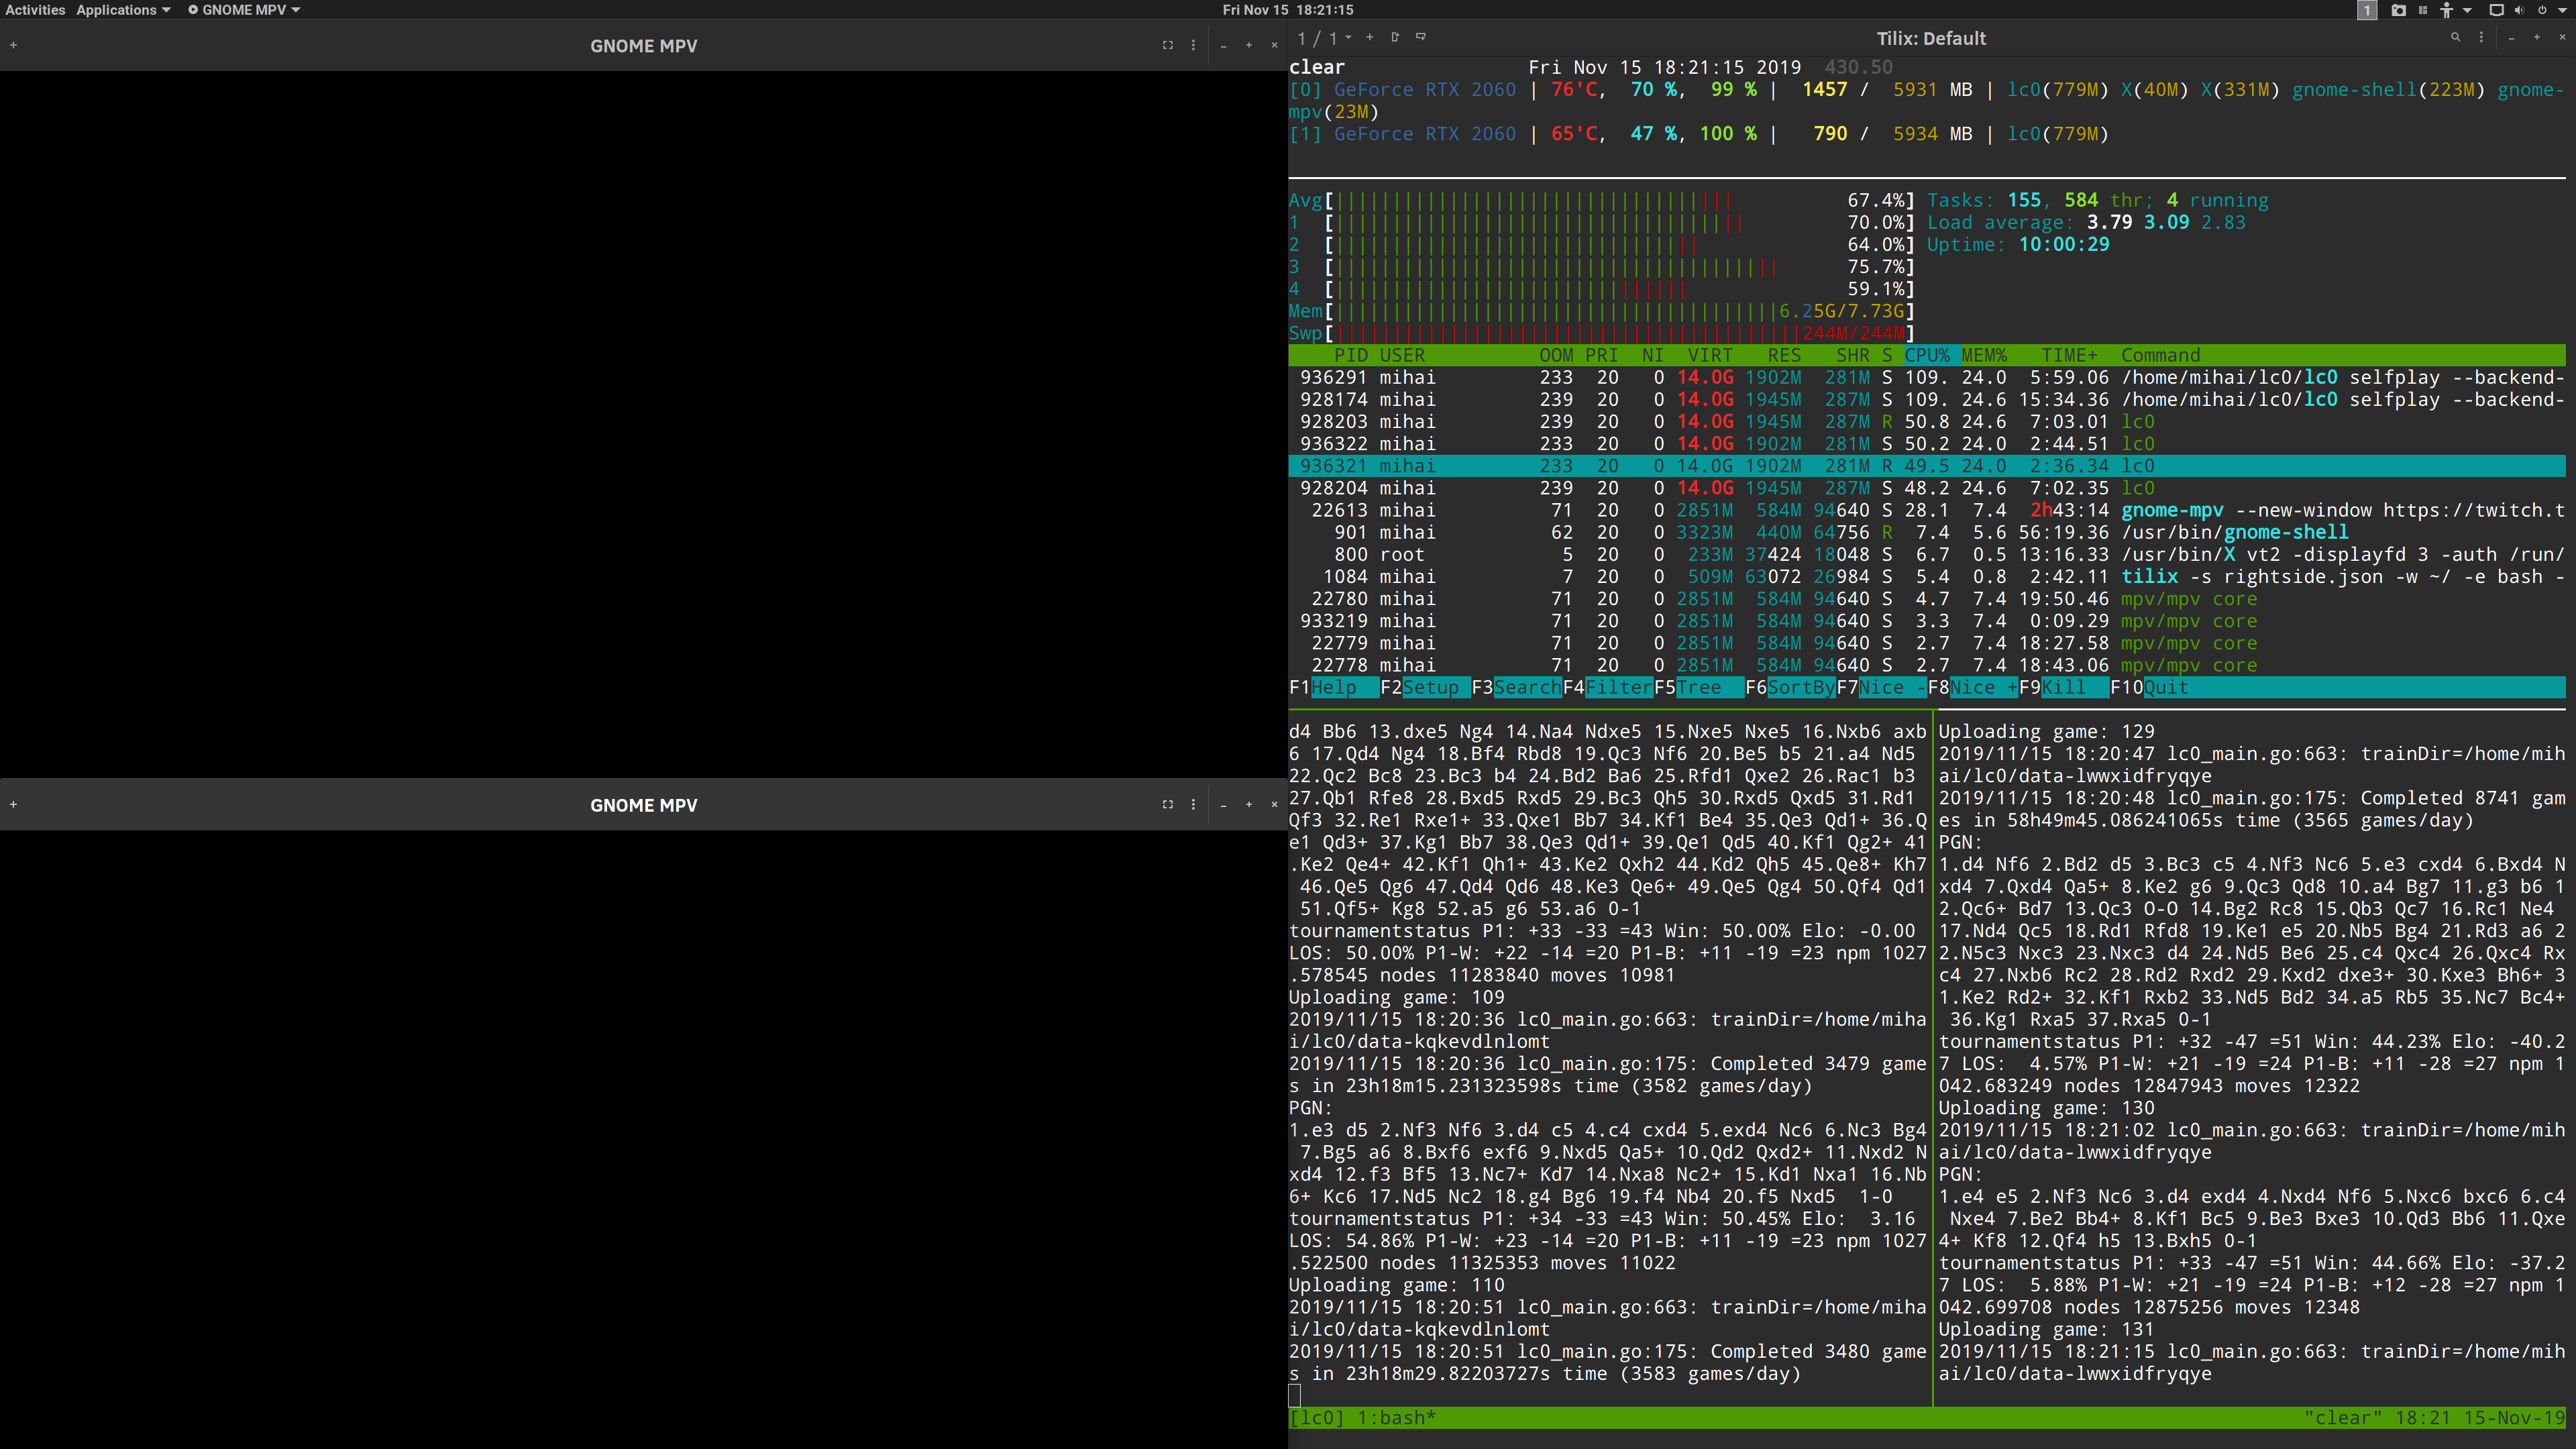 Activities Applications GNOME MPV Fri Nov 15 18:21:15 1
GNOME MPV
1 / 1 Tilix: Default
clear Fri Nov 15 18:21:15 2019 430.50
[0] GeForce RTX 2060 | 76'C, 70 %, 99 % | 1457 / 5931 MB | lc0(779M) X(40M) X(331M) gnome-shell(223M) gnome-
mpv(23M)
[1] GeForce RTX 2060 | 65'C, 47 %, 100 % | 790 / 5934 MB | lc0(779M)
Avg[ 67.4%] Tasks: 155, 584 thr; 4 running
1 [ 70.0%] Load average: 3.79 3.09 2.83
2 [ 64.0%] Uptime: 10:00:29
3 [ 75.7%]
4 [ 59.1%]
Mem[ 6.25G/7.73G]
Swp[ 244M/244M]
PID USER OOM PRI NI VIRT RES SHR S CPU% MEM% TIME+ Command
936291 mihai 233 20 0 14.0G 1902M 281M S 109. 24.0 5:59.06 /home/mihai/lc0/lc0 selfplay --backend-
928174 mihai 239 20 0 14.0G 1945M 287M S 109. 24.6 15:34.36 /home/mihai/lc0/lc0 selfplay --backend-
928203 mihai 239 20 0 14.0G 1945M 287M R 50.8 24.6 7:03.01 lc0
936322 mihai 233 20 0 14.0G 1902M 281M S 50.2 24.0 2:44.51 lc0
936321 mihai 233 20 0 14.0G 1902M 281M R 49.5 24.0 2:36.34 lc0
928204 mihai 239 20 0 14.0G 1945M 287M S 48.2 24.6 7:02.35 lc0
22613 mihai 71 20 0 2851M 584M 94640 S 28.1 7.4 2h43:14 gnome-mpv --new-window https://twitch.t
901 mihai 62 20 0 3323M 440M 64756 R 7.4 5.6 56:19.36 /usr/bin/gnome-shell
800 root 5 20 0 233M 37424 18048 S 6.7 0.5 13:16.33 /usr/bin/X vt2 -displayfd 3 -auth /run/
1084 mihai 7 20 0 509M 63072 26984 S 5.4 0.8 2:42.11 tilix -s rightside.json -w ~/ -e bash -
22780 mihai 71 20 0 2851M 584M 94640 S 4.7 7.4 19:50.46 mpv/mpv core
933219 mihai 71 20 0 2851M 584M 94640 S 3.3 7.4 0:09.29 mpv/mpv core
22779 mihai 71 20 0 2851M 584M 94640 S 2.7 7.4 18:27.58 mpv/mpv core
22778 mihai 71 20 0 2851M 584M 94640 S 2.7 7.4 18:43.06 mpv/mpv core
F1Help F2Setup F3SearchF4FilterF5Tree F6SortByF7Nice -F8Nice +F9Kill F10Quit
GNOME MPV
d4 Bb6 13.dxe5 Ng4 14.Na4 Ndxe5 15.Nxe5 Nxe5 16.Nxb6 axb
6 17.Qd4 Ng4 18.Bf4 Rbd8 19.Qc3 Nf6 20.Be5 b5 21.a4 Nd5
22.Qc2 Bc8 23.Bc3 b4 24.Bd2 Ba6 25.Rfd1 Qxe2 26.Rac1 b3
27.Qb1 Rfe8 28.Bxd5 Rxd5 29.Bc3 Qh5 30.Rxd5 Qxd5 31.Rd1
Qf3 32.Re1 Rxe1+ 33.Qxe1 Bb7 34.Kf1 Be4 35.Qe3 Qd1+ 36.Q
e1 Qd3+ 37.Kg1 Bb7 38.Qe3 Qd1+ 39.Qe1 Qd5 40.Kf1 Qg2+ 41
.Ke2 Qe4+ 42.Kf1 Qh1+ 43.Ke2 Qxh2 44.Kd2 Qh5 45.Qe8+ Kh7
46.Qe5 Qg6 47.Qd4 Qd6 48.Ke3 Qe6+ 49.Qe5 Qg4 50.Qf4 Qd1
51.Qf5+ Kg8 52.a5 g6 53.a6 0-1
tournamentstatus P1: +33 -33 =43 Win: 50.00% Elo: -0.00
LOS: 50.00% P1-W: +22 -14 =20 P1-B: +11 -19 =23 npm 1027
.578545 nodes 11283840 moves 10981
Uploading game: 109
2019/11/15 18:20:36 lc0_main.go:663: trainDir=/home/miha
i/lc0/data-kqkevdlnlomt
2019/11/15 18:20:36 lc0_main.go:175: Completed 3479 game
s in 23h18m15.231323598s time (3582 games/day)
PGN:
1.e3 d5 2.Nf3 Nf6 3.d4 c5 4.c4 cxd4 5.exd4 Nc6 6.Nc3 Bg4
7.Bg5 a6 8.Bxf6 exf6 9.Nxd5 Qa5+ 10.Qd2 Qxd2+ 11.Nxd2 N
xd4 12.f3 Bf5 13.Nc7+ Kd7 14.Nxa8 Nc2+ 15.Kd1 Nxa1 16.Nb
6+ Kc6 17.Nd5 Nc2 18.g4 Bg6 19.f4 Nb4 20.f5 Nxd5 1-0
tournamentstatus P1: +34 -33 =43 Win: 50.45% Elo: 3.16
LOS: 54.86% P1-W: +23 -14 =20 P1-B: +11 -19 =23 npm 1027
.522500 nodes 11325353 moves 11022
Uploading game: 110
2019/11/15 18:20:51 lc0_main.go:663: trainDir=/home/miha
i/lc0/data-kqkevdlnlomt
2019/11/15 18:20:51 lc0_main.go:175: Completed 3480 game
s in 23h18m29.82203727s time (3583 games/day)
Uploading game: 129
2019/11/15 18:20:47 lc0_main.go:663: trainDir=/home/mih
ai/lc0/data-lwwxidfryqye
2019/11/15 18:20:48 lc0_main.go:175: Completed 8741 gam
es in 58h49m45.086241065s time (3565 games/day)
PGN:
1.d4 Nf6 2.Bd2 d5 3.Bc3 c5 4.Nf3 Nc6 5.e3 cxd4 6.Bxd4 N
xd4 7.Qxd4 Qa5+ 8.Ke2 g6 9.Qc3 Qd8 10.a4 Bg7 11.g3 b6 1
2.Qc6+ Bd7 13.Qc3 O-O 14.Bg2 Rc8 15.Qb3 Qc7 16.Rc1 Ne4
17.Nd4 Qc5 18.Rd1 Rfd8 19.Ke1 e5 20.Nb5 Bg4 21.Rd3 a6 2
2.N5c3 Nxc3 23.Nxc3 d4 24.Nd5 Be6 25.c4 Qxc4 26.Qxc4 Rx
c4 27.Nxb6 Rc2 28.Rd2 Rxd2 29.Kxd2 dxe3+ 30.Kxe3 Bh6+ 3
1.Ke2 Rd2+ 32.Kf1 Rxb2 33.Nd5 Bd2 34.a5 Rb5 35.Nc7 Bc4+
36.Kg1 Rxa5 37.Rxa5 0-1
tournamentstatus P1: +32 -47 =51 Win: 44.23% Elo: -40.2
7 LOS: 4.57% P1-W: +21 -19 =24 P1-B: +11 -28 =27 npm 1
042.683249 nodes 12847943 moves 12322
Uploading game: 130
2019/11/15 18:21:02 lc0_main.go:663: trainDir=/home/mih
ai/lc0/data-lwwxidfryqye
PGN:
1.e4 e5 2.Nf3 Nc6 3.d4 exd4 4.Nxd4 Nf6 5.Nxc6 bxc6 6.c4
Nxe4 7.Be2 Bb4+ 8.Kf1 Bc5 9.Be3 Bxe3 10.Qd3 Bb6 11.Qxe
4+ Kf8 12.Qf4 h5 13.Bxh5 0-1
tournamentstatus P1: +33 -47 =51 Win: 44.66% Elo: -37.2
7 LOS: 5.88% P1-W: +21 -19 =24 P1-B: +12 -28 =27 npm 1
042.699708 nodes 12875256 moves 12348
Uploading game: 131
2019/11/15 18:21:15 lc0_main.go:663: trainDir=/home/mih
ai/lc0/data-lwwxidfryqye
[lc0] 1:bash* "clear" 18:21 15-Nov-19